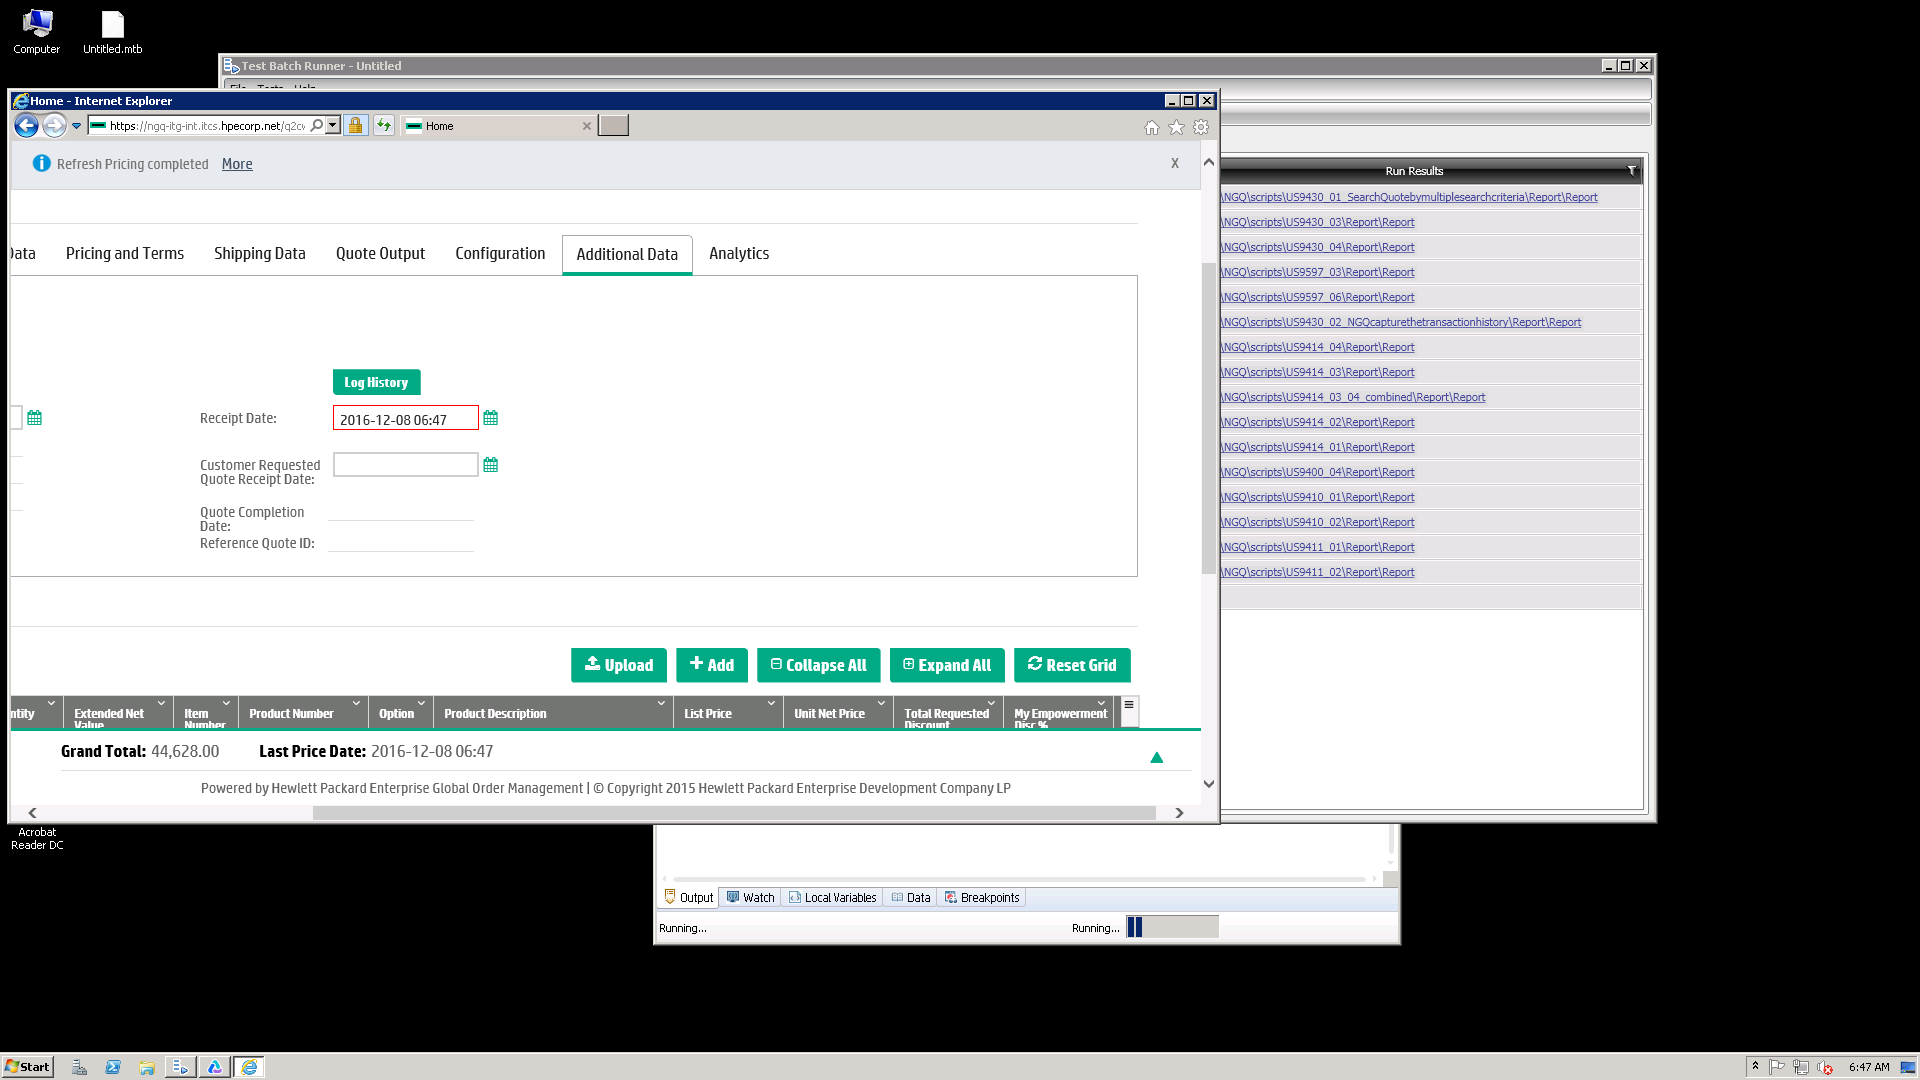 Computer
Untitled.mtb
Test Batch Runner - Untitled
Home - Internet Explorer
https://ngq-itg-int.itcs.hpecorp.net/q2c
Home
Refresh Pricing completed More
X
Data
Pricing and Terms
Shipping Data
Quote Output
Configuration
Additional Data
Analytics
Log History
Receipt Date:
2016-12-08 06:47
Customer Requested
Quote Receipt Date:
Quote Completion
Date:
Reference Quote ID:
Upload
Add
Collapse All
Expand All
Reset Grid
ntity
Extended Net
Value
Item
Number
Product Number
Option
Product Description
List Price
Unit Net Price
Total Requested
Discount
My Empowerment
Disc %
Grand Total: 44,628.00
Last Price Date: 2016-12-08 06:47
Powered by Hewlett Packard Enterprise Global Order Management | © Copyright 2015 Hewlett Packard Enterprise Development Company LP
Run Results
\NGQ\scripts\US9430_01_SearchQuotebymultiplesearchcriteria\Report\Report
\NGQ\scripts\US9430_03\Report\Report
\NGQ\scripts\US9430_04\Report\Report
\NGQ\scripts\US9597_03\Report\Report
\NGQ\scripts\US9597_06\Report\Report
\NGQ\scripts\US9430_02_NGQcapturethetransactionhistory\Report\Report
\NGQ\scripts\US9414_04\Report\Report
\NGQ\scripts\US9414_03\Report\Report
\NGQ\scripts\US9414_03_04_combined\Report\Report
\NGQ\scripts\US9414_02\Report\Report
\NGQ\scripts\US9414_01\Report\Report
\NGQ\scripts\US9400_04\Report\Report
\NGQ\scripts\US9410_01\Report\Report
\NGQ\scripts\US9410_02\Report\Report
\NGQ\scripts\US9411_01\Report\Report
\NGQ\scripts\US9411_02\Report\Report
Acrobat
Reader DC
Output
Watch
Local Variables
Data
Breakpoints
Running...
Running...
Start
6:47 AM